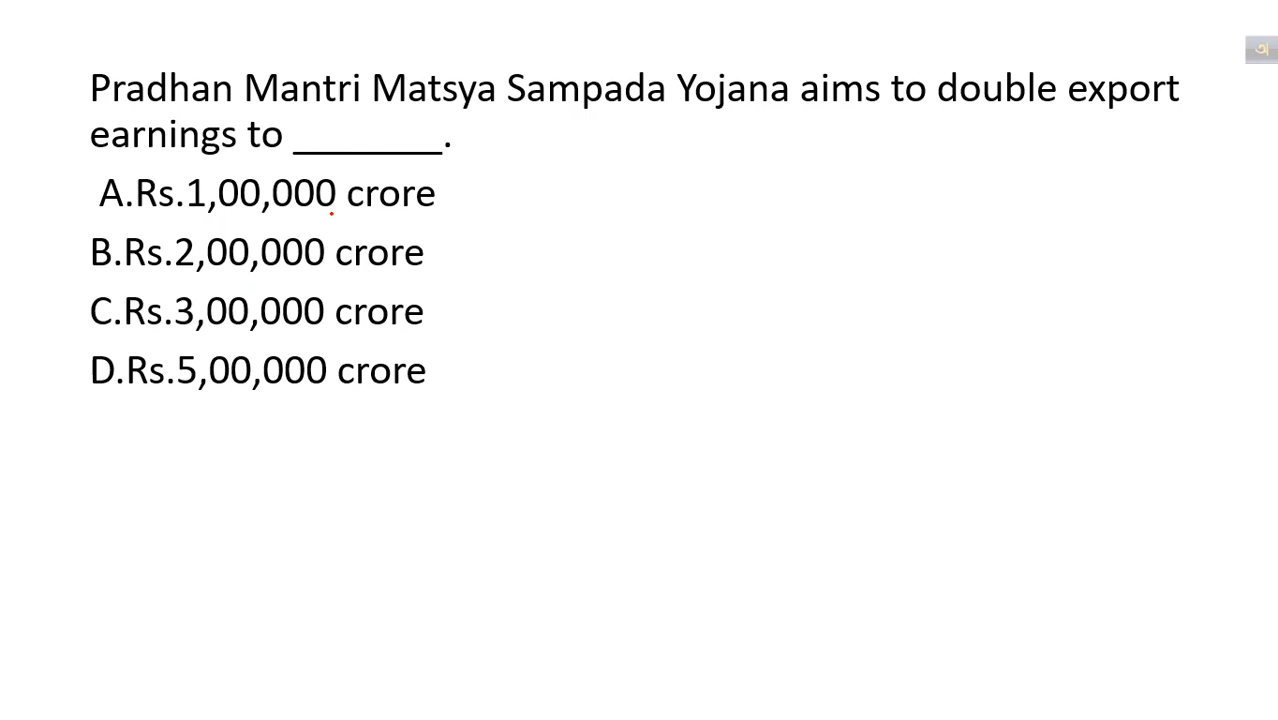 Pradhan Mantri Matsya Sampada Yojana aims to double export
earnings to _______.
A.Rs.1,00,000 crore
B.Rs.2,00,000 crore
C.Rs.3,00,000 crore
D.Rs.5,00,000 crore